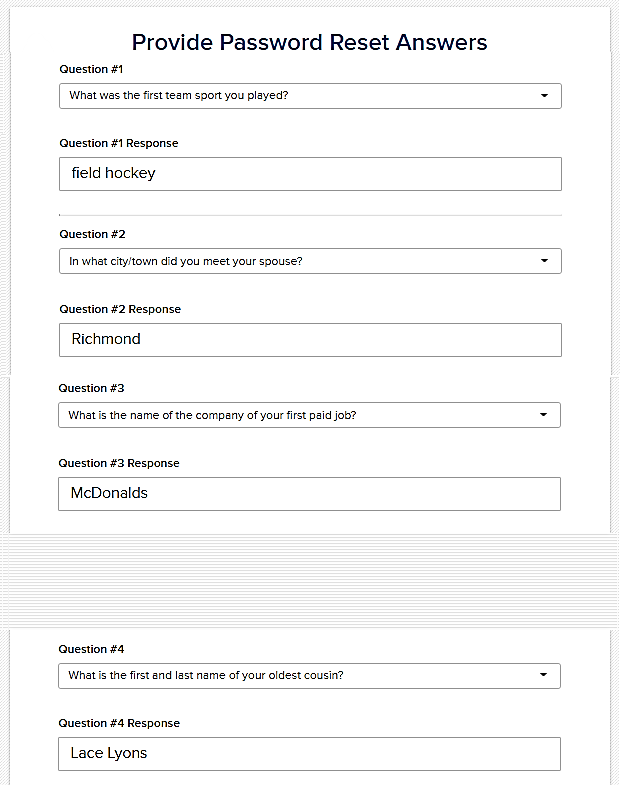 Provide Password Reset Answers
Question #1
What was the first team sport you played?
Question #1 Response
field hockey
Question #2
In what city/town did you meet your spouse?
Question #2 Response
Richmond
Question #3
What is the name of the company of your first paid job?
Question #3 Response
McDonalds
Question #4
What is the first and last name of your oldest cousin?
Question #4 Response
Lace Lyons